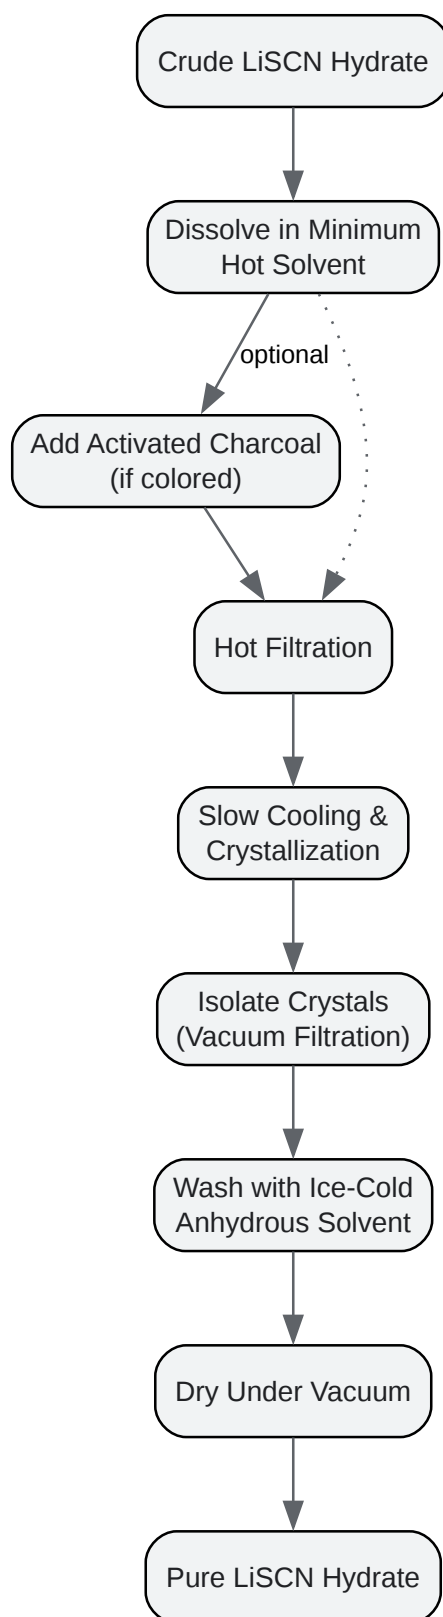 Crude LiSCN Hydrate
Dissolve in Minimum
Hot Solvent
optional
Add Activated Charcoal
(if colored)
Hot Filtration
Slow Cooling &
Crystallization
Isolate Crystals
(Vacuum Filtration)
Wash with Ice-Cold
Anhydrous Solvent
Dry Under Vacuum
Pure LiSCN Hydrate